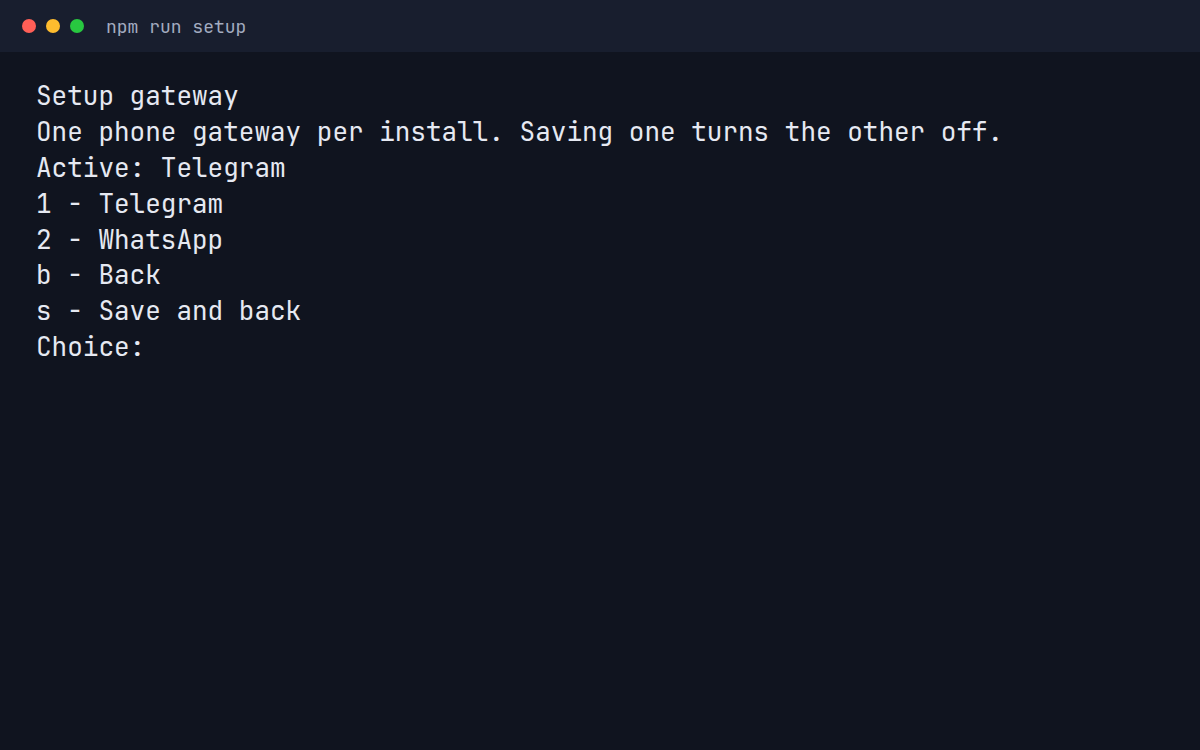 npm run setup
Setup gateway
One phone gateway per install. Saving one turns the other off.
Active: Telegram
1 - Telegram
2 - WhatsApp
b - Back
s - Save and back
Choice: